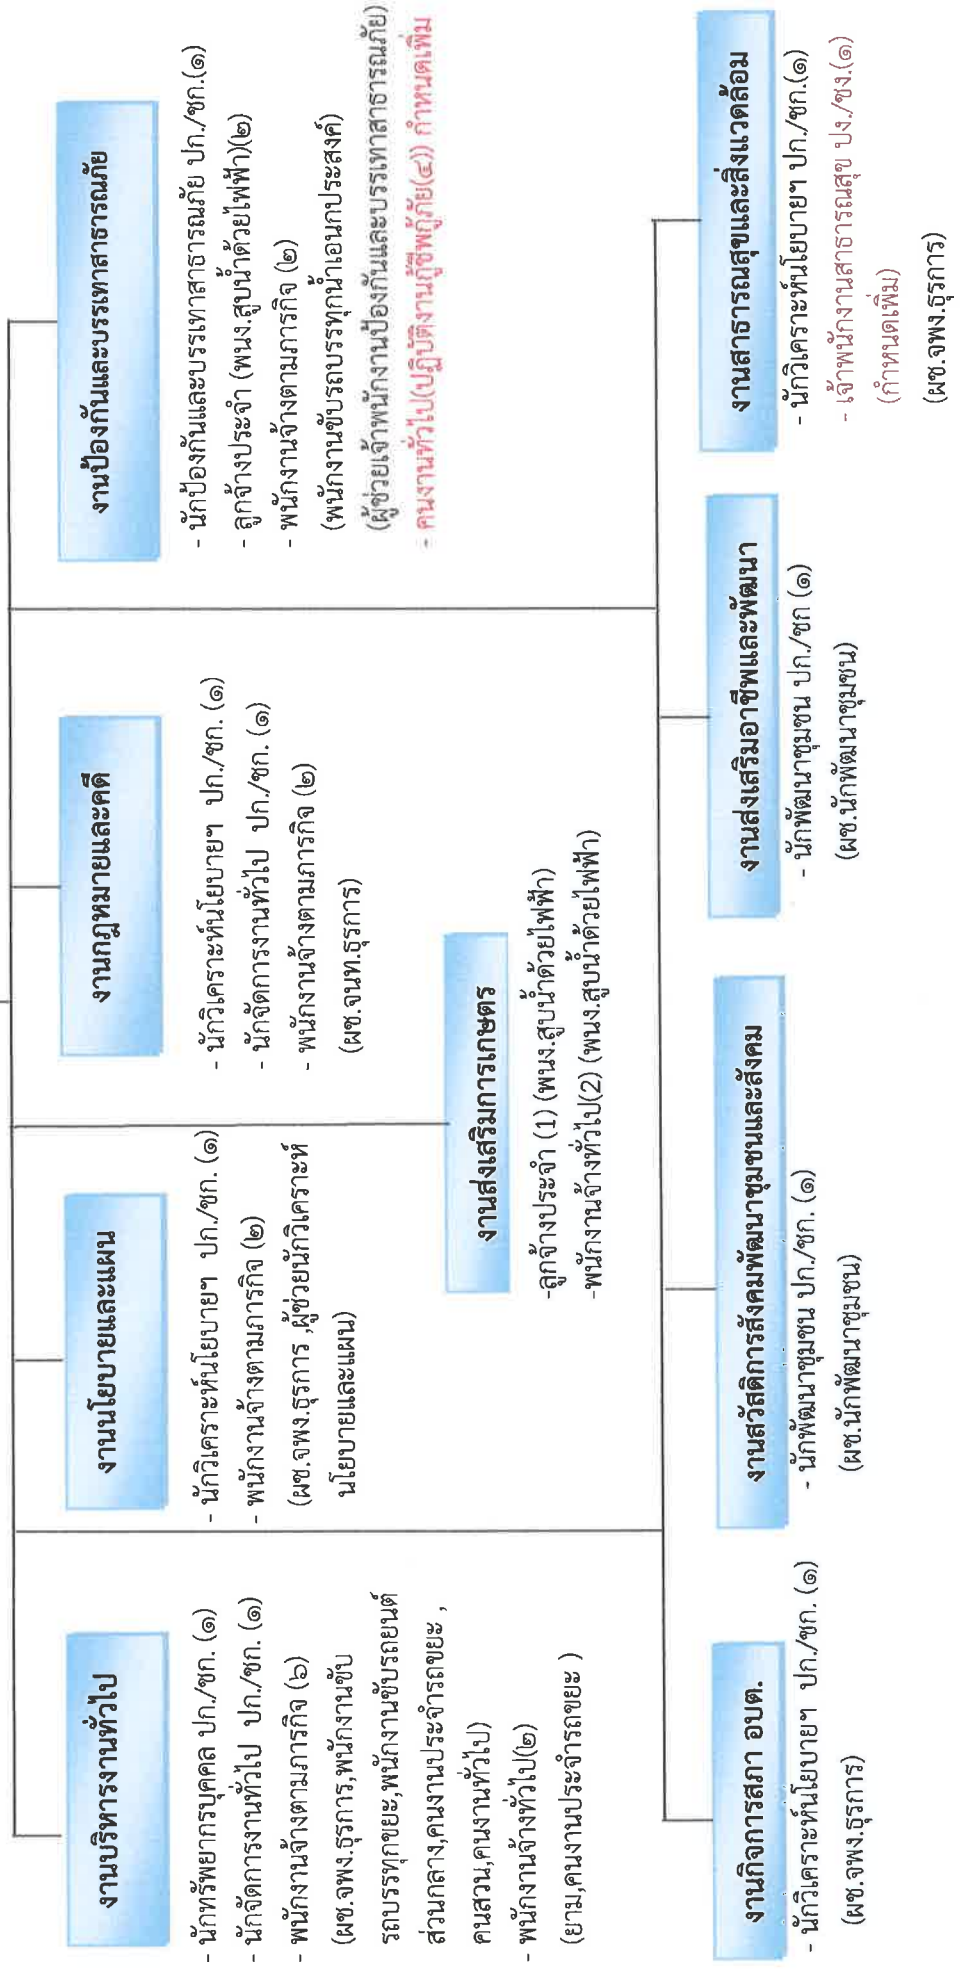 งานบริหารงานทั่วไป
- นักทรัพยากรบุคคล ปก./ชก. (๑)
- นักจัดการงานทั่วไป ปก./ชก. (๑)
- พนักงานจ้างตามภารกิจ (๖)
(ผช.จพง.ธุรการ,พนักงานขับ
รถบรรทุกขยะ,พนักงานขับรถยนต์
ส่วนกลาง,คนงานประจำรถขยะ ,
คนสวน,คนงานทั่วไป)
- พนักงานจ้างทั่วไป(๒)
(ยาม,คนงานประจำรถขยะ )
งานนโยบายและแผน
- นักวิเคราะห์นโยบายฯ ปก./ชก. (๑)
- พนักงานจ้างตามภารกิจ (๒)
(ผช.จพง.ธุรการ ,ผู้ช่วยนักวิเคราะห์
นโยบายและแผน)
งานกฎหมายและคดี
- นักวิเคราะห์นโยบายฯ ปก./ชก. (๑)
- นักจัดการงานทั่วไป ปก./ชก. (๑)
- พนักงานจ้างตามภารกิจ (๒)
(ผช.จนท.ธุรการ)
งานป้องกันและบรรเทาสาธารณภัย
- นักป้องกันและบรรเทาสาธารณภัย ปก./ชก.(๑)
- ลูกจ้างประจำ (พนง.สูบน้ำด้วยไฟฟ้า)(๒)
- พนักงานจ้างตามภารกิจ (๒)
(พนักงานขับรถบรรทุกน้ำเอนกประสงค์)
(ผู้ช่วยเจ้าพนักงานป้องกันและบรรเทาสาธารณภัย)
- คนงานทั่วไป(ปฏิบัติงานกู้ชีพกู้ภัย(๔)) กำหนดเพิ่ม
งานส่งเสริมการเกษตร
-ลูกจ้างประจำ (1) (พนง.สูบน้ำด้วยไฟฟ้า)
-พนักงานจ้างทั่วไป(2) (พนง.สูบน้ำด้วยไฟฟ้า)
งานกิจการสภา อบต.
- นักวิเคราะห์นโยบายฯ ปก./ชก. (๑)
(ผช.จพง.ธุรการ)
งานสวัสดิการสังคมพัฒนาชุมชนและสังคม
- นักพัฒนาชุมชน ปก./ชก. (๑)
(ผช.นักพัฒนาชุมชน)
งานส่งเสริมอาชีพและพัฒนา
- นักพัฒนาชุมชน ปก./ชก (๑)
(ผช.นักพัฒนาชุมชน)
งานสาธารณสุขและสิ่งแวดล้อม
- นักวิเคราะห์นโยบายฯ ปก./ชก.(๑)
- เจ้าพนักงานสาธารณสุข ปง./ชง.(๑)
(กำหนดเพิ่ม)
(ผช.จพง.ธุรการ)